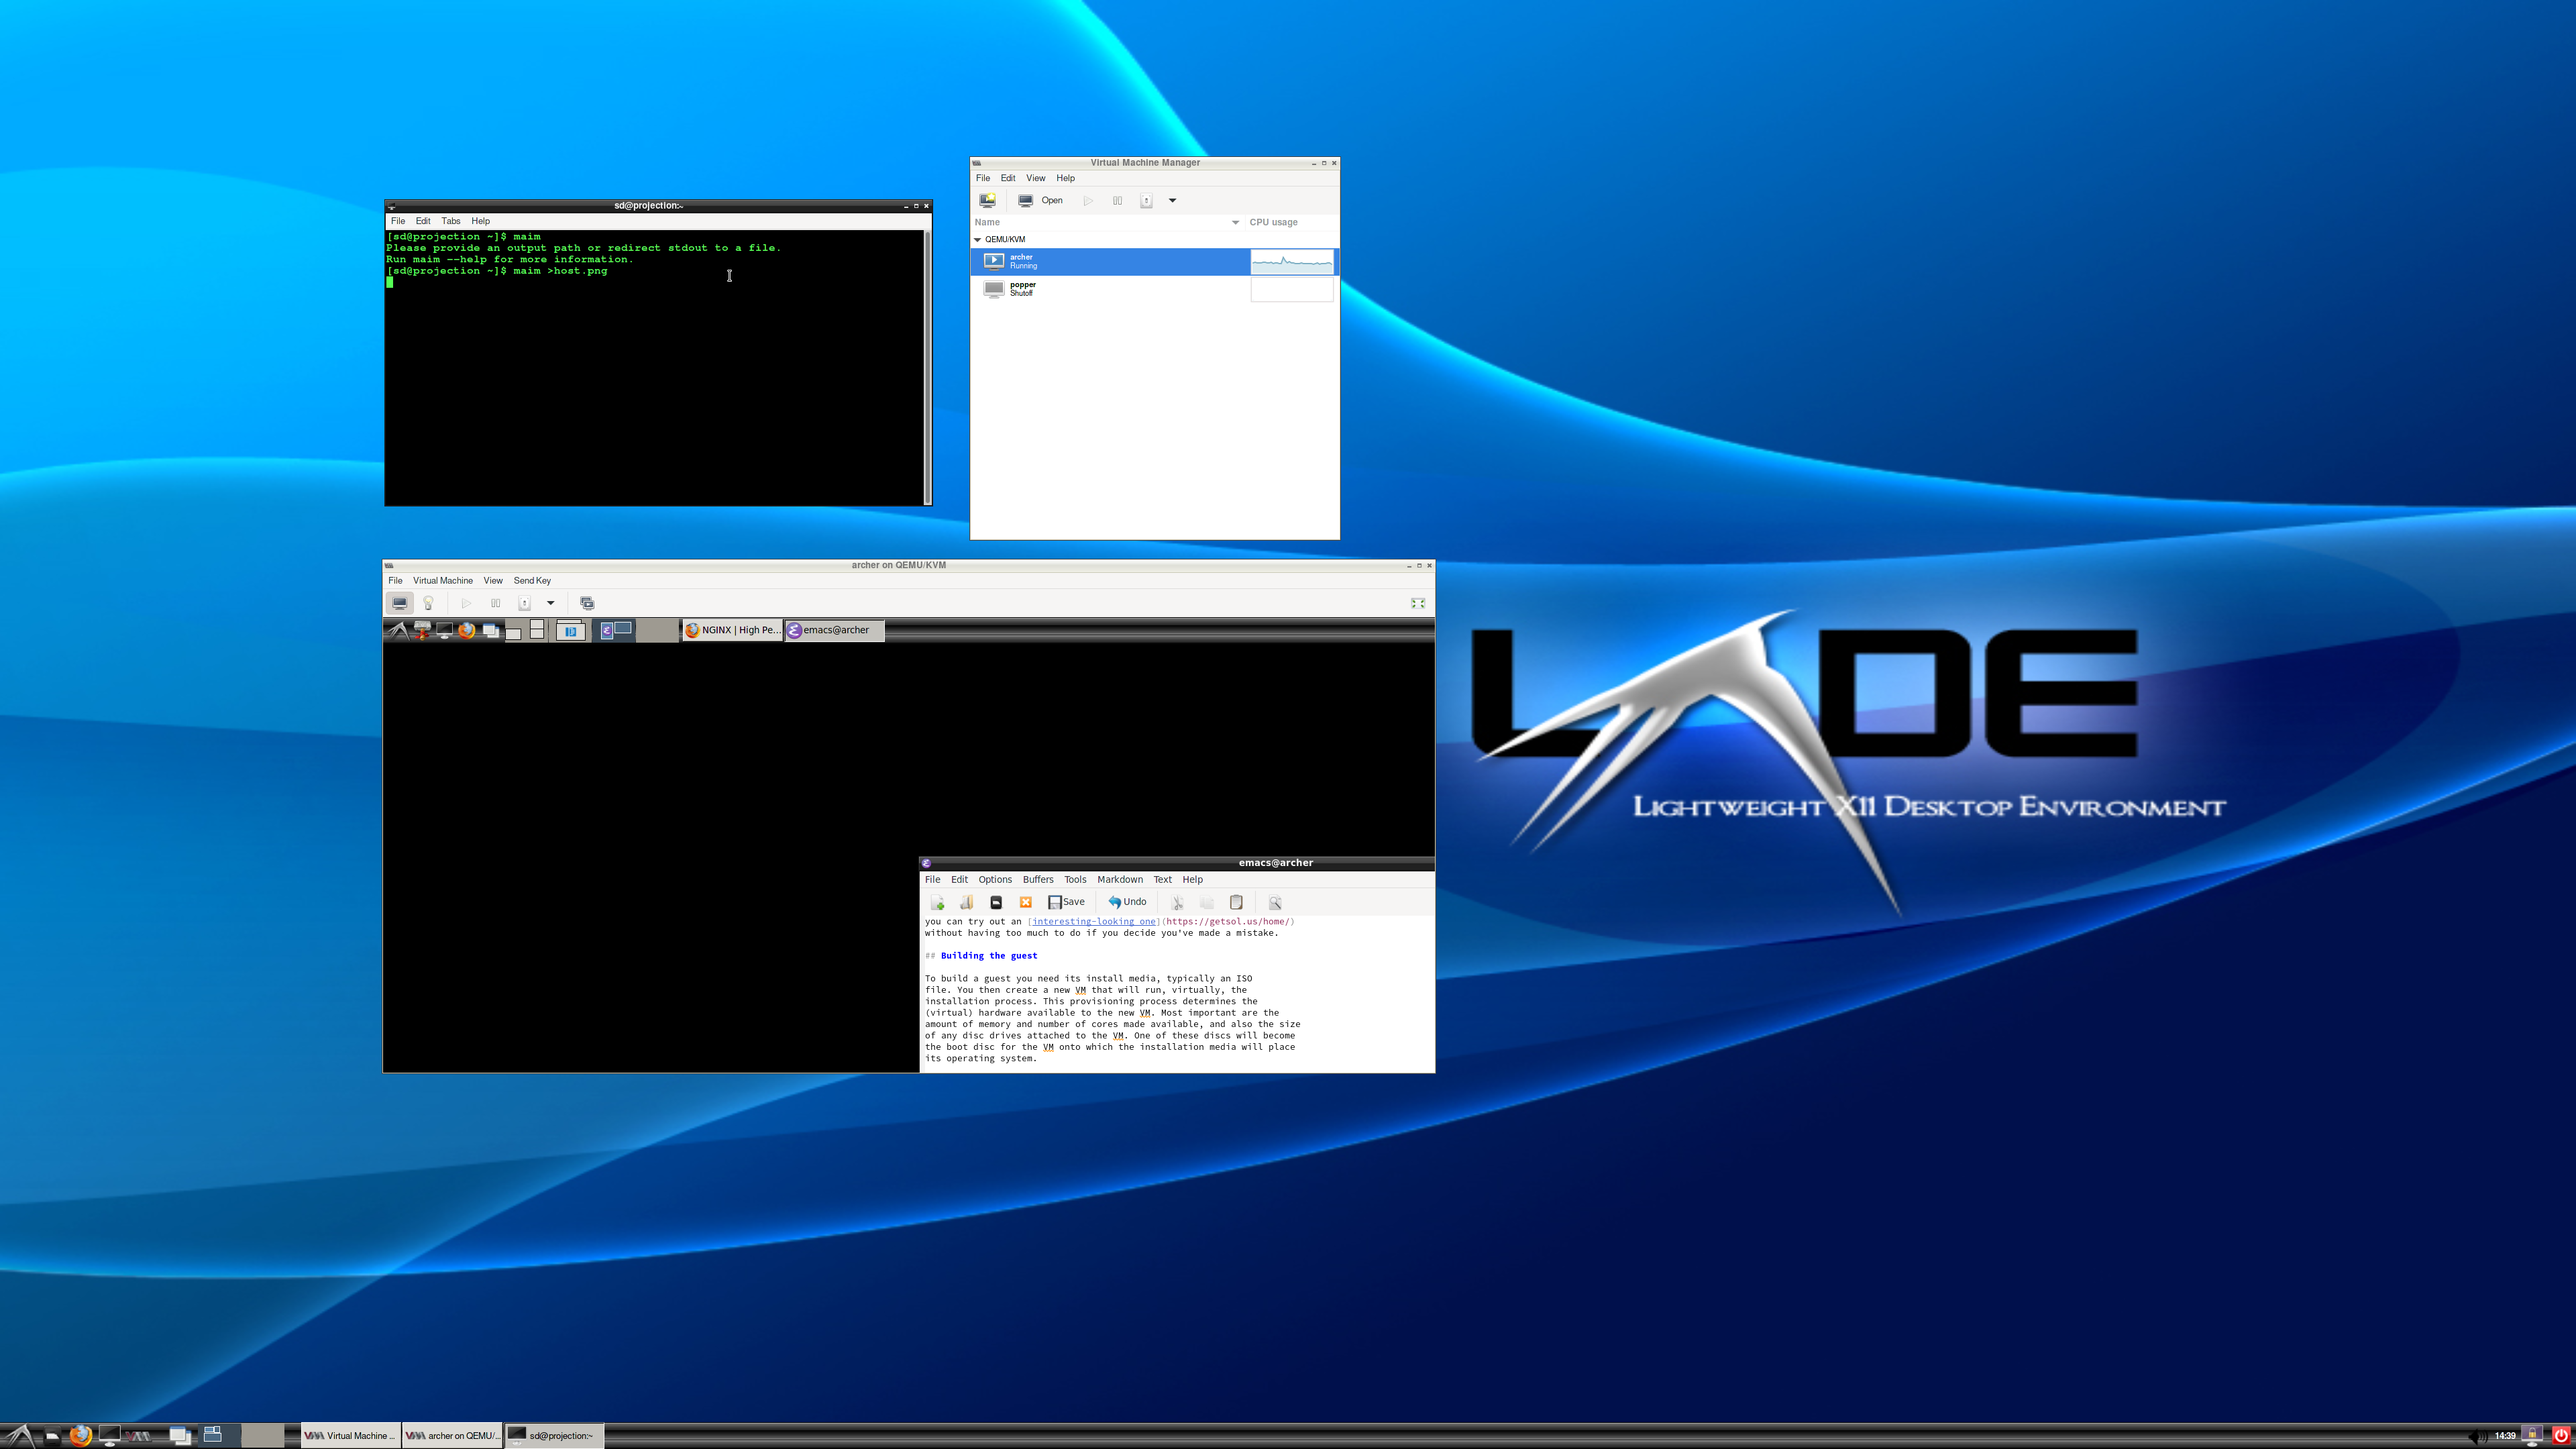 sd@projection:~
File Edit Tabs Help
[sd@projection ~]$ maim
Please provide an output path or redirect stdout to a file.
Run maim --help for more information.
[sd@projection ~]$ maim >host.png
Virtual Machine Manager
File Edit View Help
Open
Name CPU usage
QEMU/KVM
archer
Running
popper
Shutoff
archer on QEMU/KVM
File Virtual Machine View Send Key
NGINX | High Pe... emacs@archer
emacs@archer
File Edit Options Buffers Tools Markdown Text Help
Save Undo
you can try out an [interesting-looking one](https://getsol.us/home/)
without having too much to do if you decide you've made a mistake.
## Building the guest
To build a guest you need its install media, typically an ISO
file. You then create a new VM that will run, virtually, the
installation process. This provisioning process determines the
(virtual) hardware available to the new VM. Most important are the
amount of memory and number of cores made available, and also the size
of any disc drives attached to the VM. One of these discs will become
the boot disc for the VM onto which the installation media will place
its operating system.
LXDE
Lightweight X11 Desktop Environment
Virtual Machine ... archer on QEMU/... sd@projection:~ 14:39